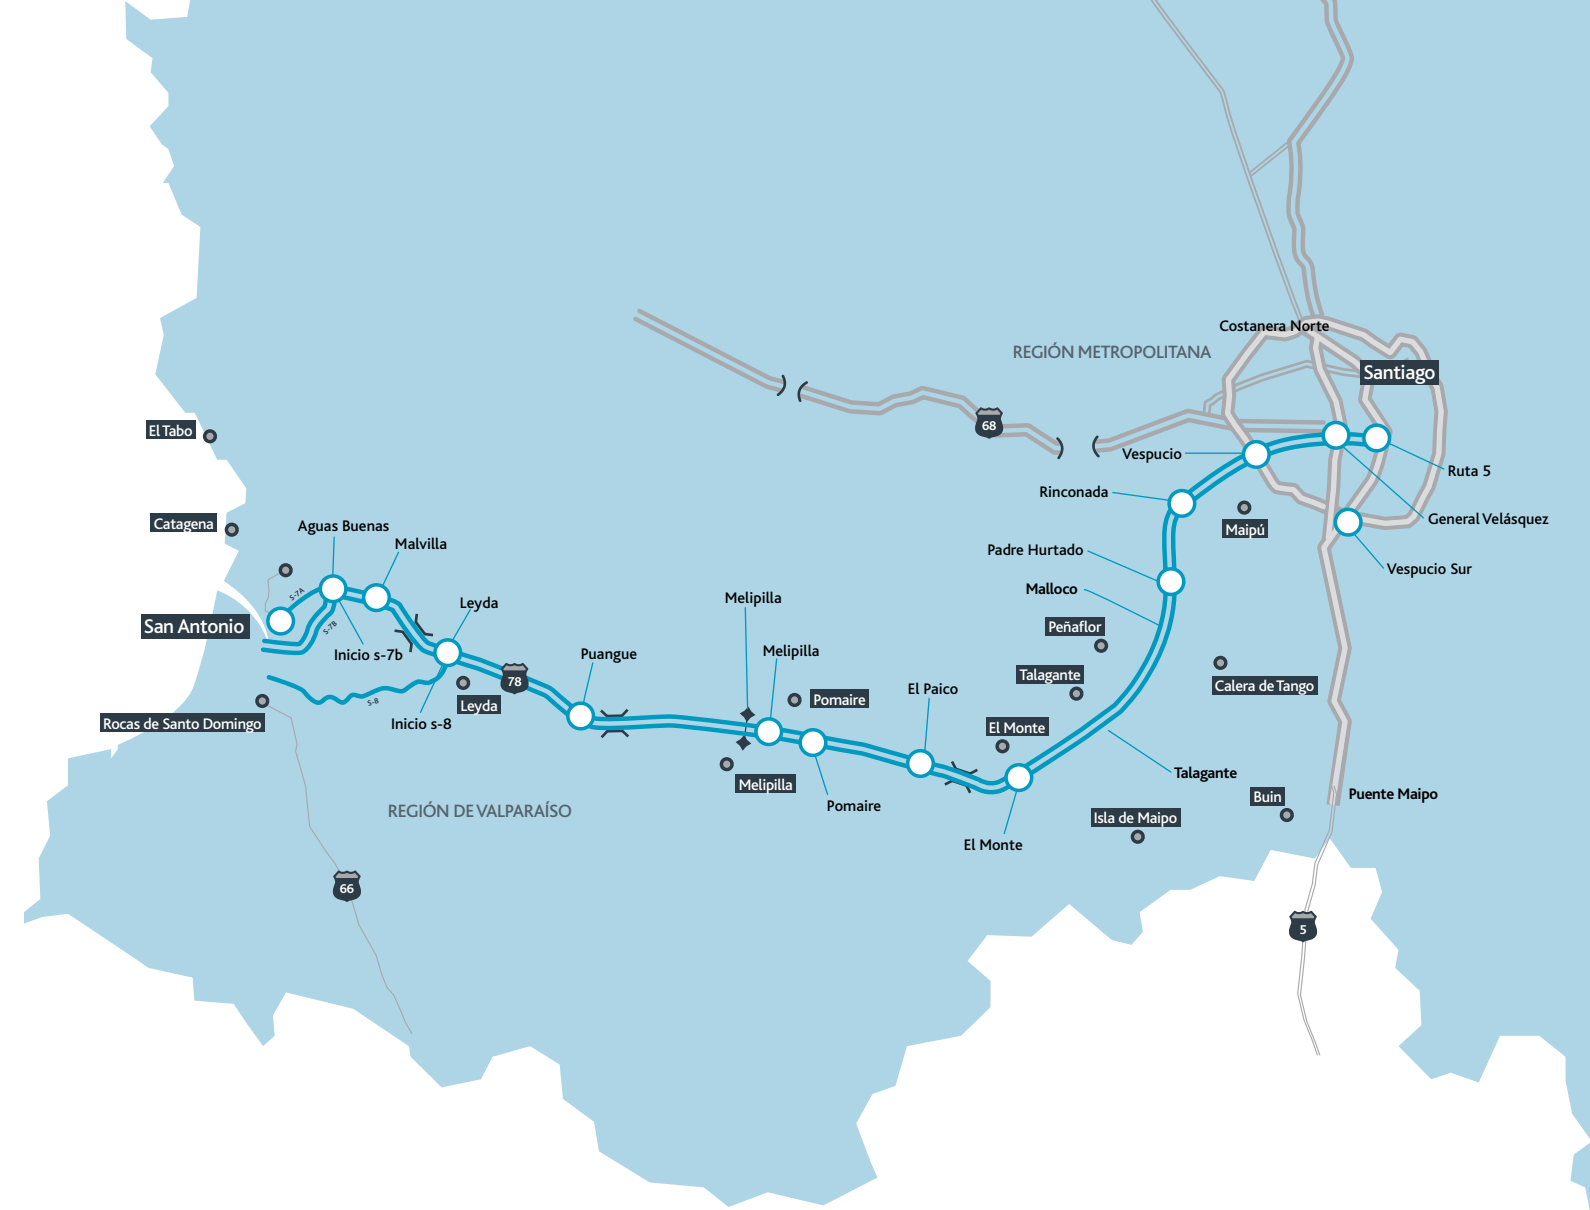 Costanera Norte
REGIÓN METROPOLITANA
Santiago
68
El Tabo
Vespucio
Ruta 5
Rinconada
Catagena
Aguas Buenas
Maipú
General Velásquez
Malvilla
Padre Hurtado
Vespucio Sur
Malloco
S-7A
Leyda
Melipilla
San Antonio
S-7B
Peñaflor
Inicio s-7b
Puangue
Melipilla
Talagante
78
El Paico
Calera de Tango
S-8
Leyda
Pomaire
Rocas de Santo Domingo
Inicio s-8
El Monte
Talagante
Melipilla
Puente Maipo
Buin
REGIÓN DE VALPARAÍSO
Pomaire
Isla de Maipo
El Monte
66
5